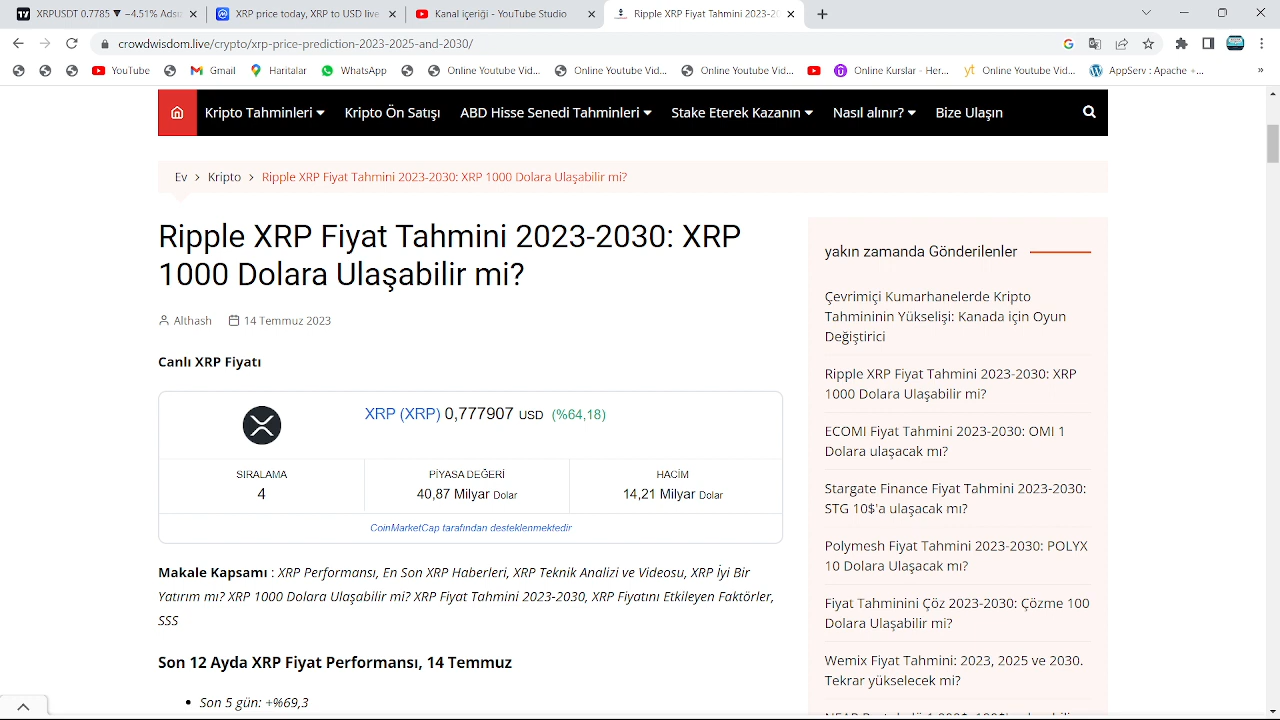 XRPUSD 0.7785 ▼ −4.51% Adsız
XRP price today, XRP to USD live
Kanal içeriği - YouTube Studio
Ripple XRP Fiyat Tahmini 2023-20
crowdwisdom.live/crypto/xrp-price-prediction-2023-2025-and-2030/
YouTube
Gmail
Haritalar
WhatsApp
Online Youtube Vid...
Online Youtube Vid...
Online Youtube Vid...
Online Kurslar - Her...
Online Youtube Vid...
AppServ : Apache +...
»
Kripto Tahminleri
Kripto Ön Satışı
ABD Hisse Senedi Tahminleri
Stake Eterek Kazanın
Nasıl alınır?
Bize Ulaşın
Ev > Kripto > Ripple XRP Fiyat Tahmini 2023-2030: XRP 1000 Dolara Ulaşabilir mi?
Ripple XRP Fiyat Tahmini 2023-2030: XRP
1000 Dolara Ulaşabilir mi?
Althash 14 Temmuz 2023
Canlı XRP Fiyatı
XRP (XRP) 0,777907 USD (%64,18)
SIRALAMA
4
PİYASA DEĞERİ
40,87 Milyar Dolar
HACİM
14,21 Milyar Dolar
CoinMarketCap tarafından desteklenmektedir
Makale Kapsamı : XRP Performansı, En Son XRP Haberleri, XRP Teknik Analizi ve Videosu, XRP İyi Bir
Yatırım mı? XRP 1000 Dolara Ulaşabilir mi? XRP Fiyat Tahmini 2023-2030, XRP Fiyatını Etkileyen Faktörler,
SSS
Son 12 Ayda XRP Fiyat Performansı, 14 Temmuz
• Son 5 gün: +%69,3
yakın zamanda Gönderilenler
Çevrimiçi Kumarhanelerde Kripto
Tahmininin Yükselişi: Kanada için Oyun
Değiştirici
Ripple XRP Fiyat Tahmini 2023-2030: XRP
1000 Dolara Ulaşabilir mi?
ECOMI Fiyat Tahmini 2023-2030: OMI 1
Dolara ulaşacak mı?
Stargate Finance Fiyat Tahmini 2023-2030:
STG 10$'a ulaşacak mı?
Polymesh Fiyat Tahmini 2023-2030: POLYX
10 Dolara Ulaşacak mı?
Fiyat Tahminini Çöz 2023-2030: Çözme 100
Dolara Ulaşabilir mi?
Wemix Fiyat Tahmini: 2023, 2025 ve 2030.
Tekrar yükselecek mi?